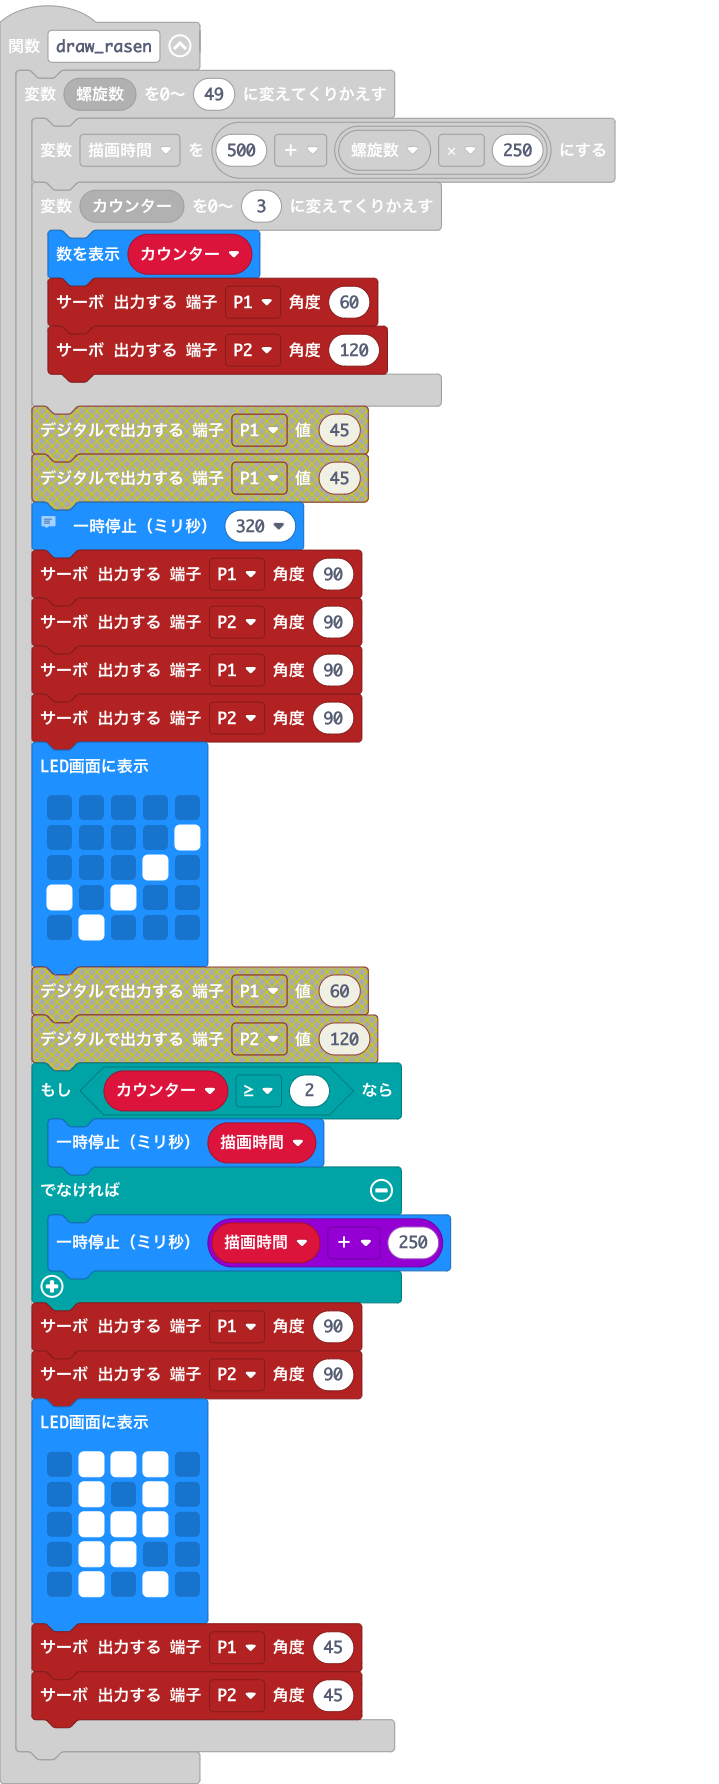 関数 draw_rasen
変数 螺旋数 を0〜 49 に変えてくりかえす
変数 描画時間 を 500 + 螺旋数 × 250 にする
変数 カウンター を0〜 3 に変えてくりかえす
数を表示 カウンター
サーボ 出力する 端子 P1 角度 60
サーボ 出力する 端子 P2 角度 120
デジタルで出力する 端子 P1 値 45
デジタルで出力する 端子 P1 値 45
一時停止（ミリ秒） 320
サーボ 出力する 端子 P1 角度 90
サーボ 出力する 端子 P2 角度 90
サーボ 出力する 端子 P1 角度 90
サーボ 出力する 端子 P2 角度 90
LED画面に表示
デジタルで出力する 端子 P1 値 60
デジタルで出力する 端子 P2 値 120
もし カウンター ≥ 2 なら
一時停止（ミリ秒） 描画時間
でなければ
一時停止（ミリ秒） 描画時間 + 250
サーボ 出力する 端子 P1 角度 90
サーボ 出力する 端子 P2 角度 90
LED画面に表示
サーボ 出力する 端子 P1 角度 45
サーボ 出力する 端子 P2 角度 45